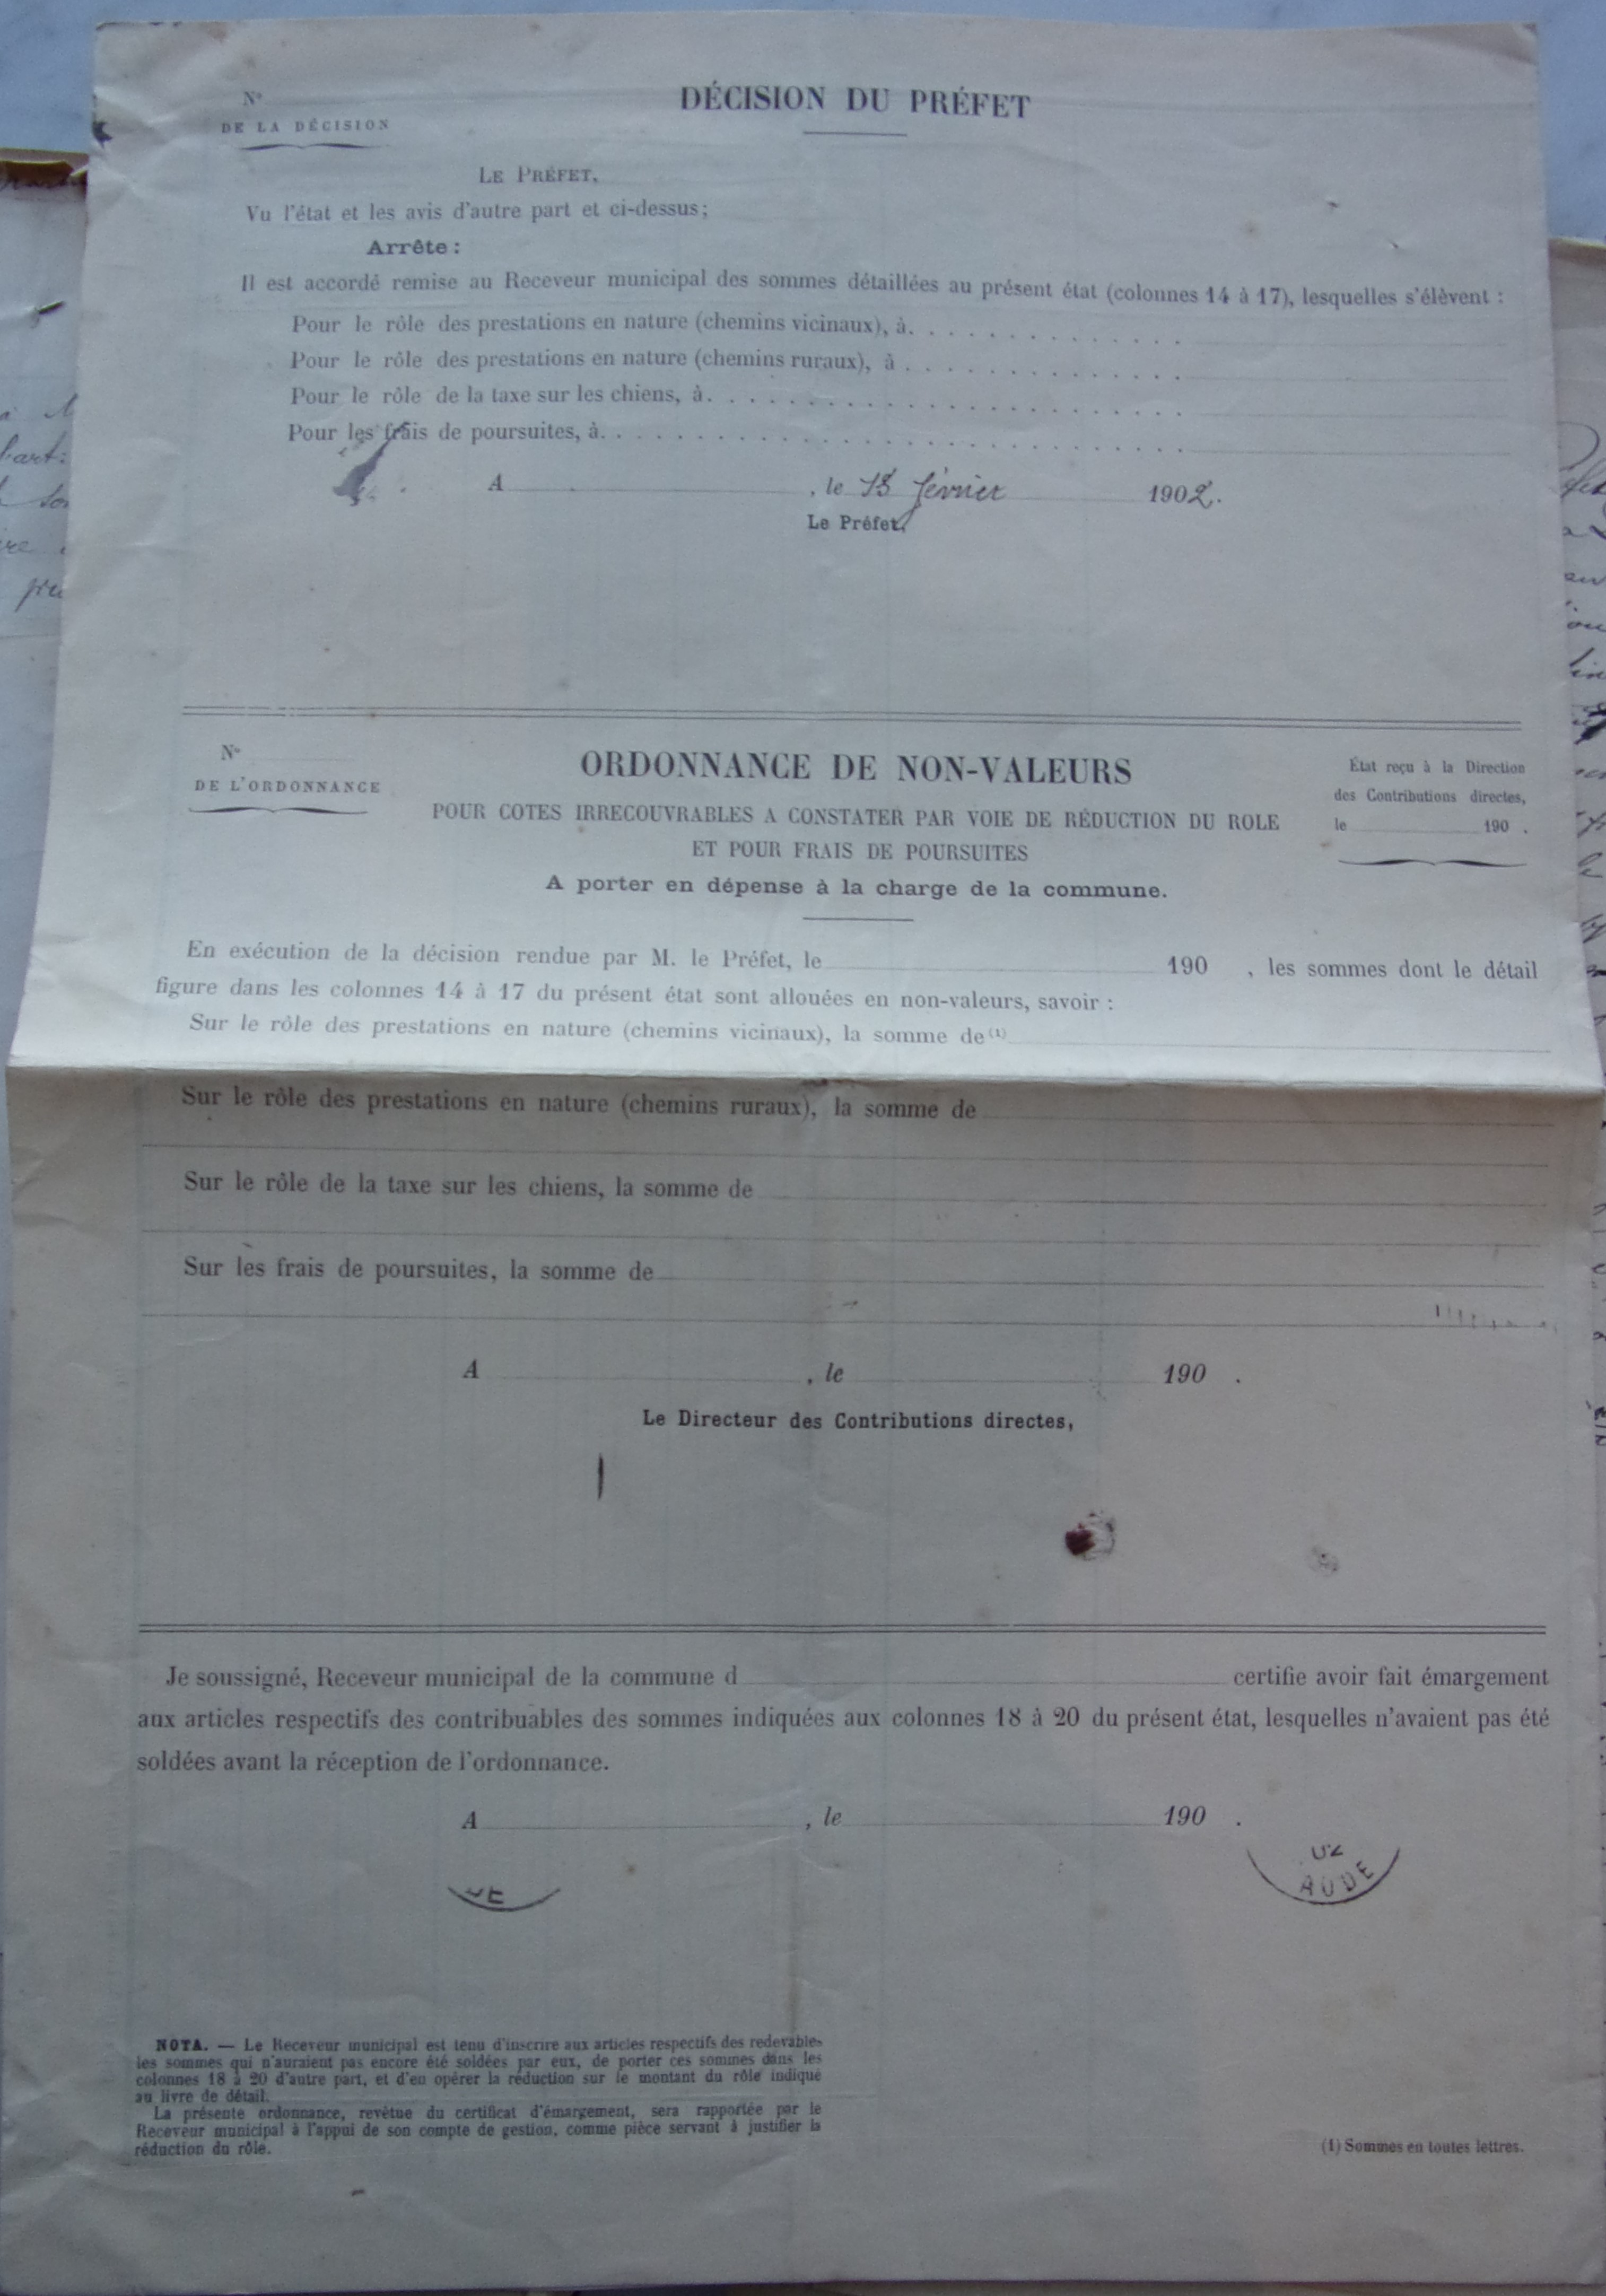 N°
DE LA DÉCISION
DÉCISION DU PRÉFET
LE PRÉFET,
Vu l'état et les avis d'autre part et ci-dessus;
Arrête :
Il est accordé remise au Receveur municipal des sommes détaillées au présent état (colonnes 14 à 17), lesquelles s'élèvent :
Pour le rôle des prestations en nature (chemins vicinaux), à.............
Pour le rôle des prestations en nature (chemins ruraux), à .............
Pour le rôle de la taxe sur les chiens, à........................
Pour les frais de poursuites, à.............................
A , le février 1902.
Le Préfet,
N°
DE L'ORDONNANCE
ORDONNANCE DE NON-VALEURS
POUR COTES IRRECOUVRABLES A CONSTATER PAR VOIE DE RÉDUCTION DU ROLE
ET POUR FRAIS DE POURSUITES
A porter en dépense à la charge de la commune.
État reçu à la Direction
des Contributions directes,
le 190 .
En exécution de la décision rendue par M. le Préfet, le 190 , les sommes dont le détail
figure dans les colonnes 14 à 17 du présent état sont allouées en non-valeurs, savoir :
Sur le rôle des prestations en nature (chemins vicinaux), la somme de (1)
Sur le rôle des prestations en nature (chemins ruraux), la somme de
Sur le rôle de la taxe sur les chiens, la somme de
Sur les frais de poursuites, la somme de
A , le 190 .
Le Directeur des Contributions directes,
Je soussigné, Receveur municipal de la commune d certifie avoir fait émargement
aux articles respectifs des contribuables des sommes indiquées aux colonnes 18 à 20 du présent état, lesquelles n'avaient pas été
soldées avant la réception de l'ordonnance.
A , le 190 .
02
AUDE
DE
NOTA. — Le Receveur municipal est tenu d'inscrire aux articles respectifs des redevables
les sommes qui n'auraient pas encore été soldées par eux, de porter ces sommes dans les
colonnes 18 à 20 d'autre part, et d'en opérer la réduction sur le montant du rôle indiqué
au livre de détail.
La présente ordonnance, revêtue du certificat d'émargement, sera rapportée par le
Receveur municipal à l'appui de son compte de gestion, comme pièce servant à justifier la
réduction du rôle.
(1) Sommes en toutes lettres.